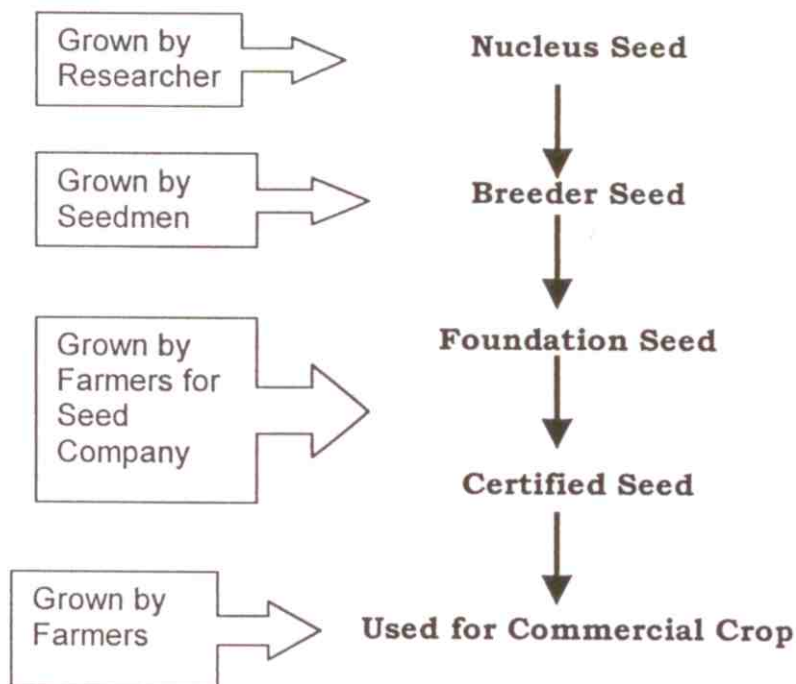 Grown by
Researcher
Nucleus Seed
Grown by
Seedmen
Breeder Seed
Grown by
Farmers for
Seed
Company
Foundation Seed
Certified Seed
Grown by
Farmers
Used for Commercial Crop